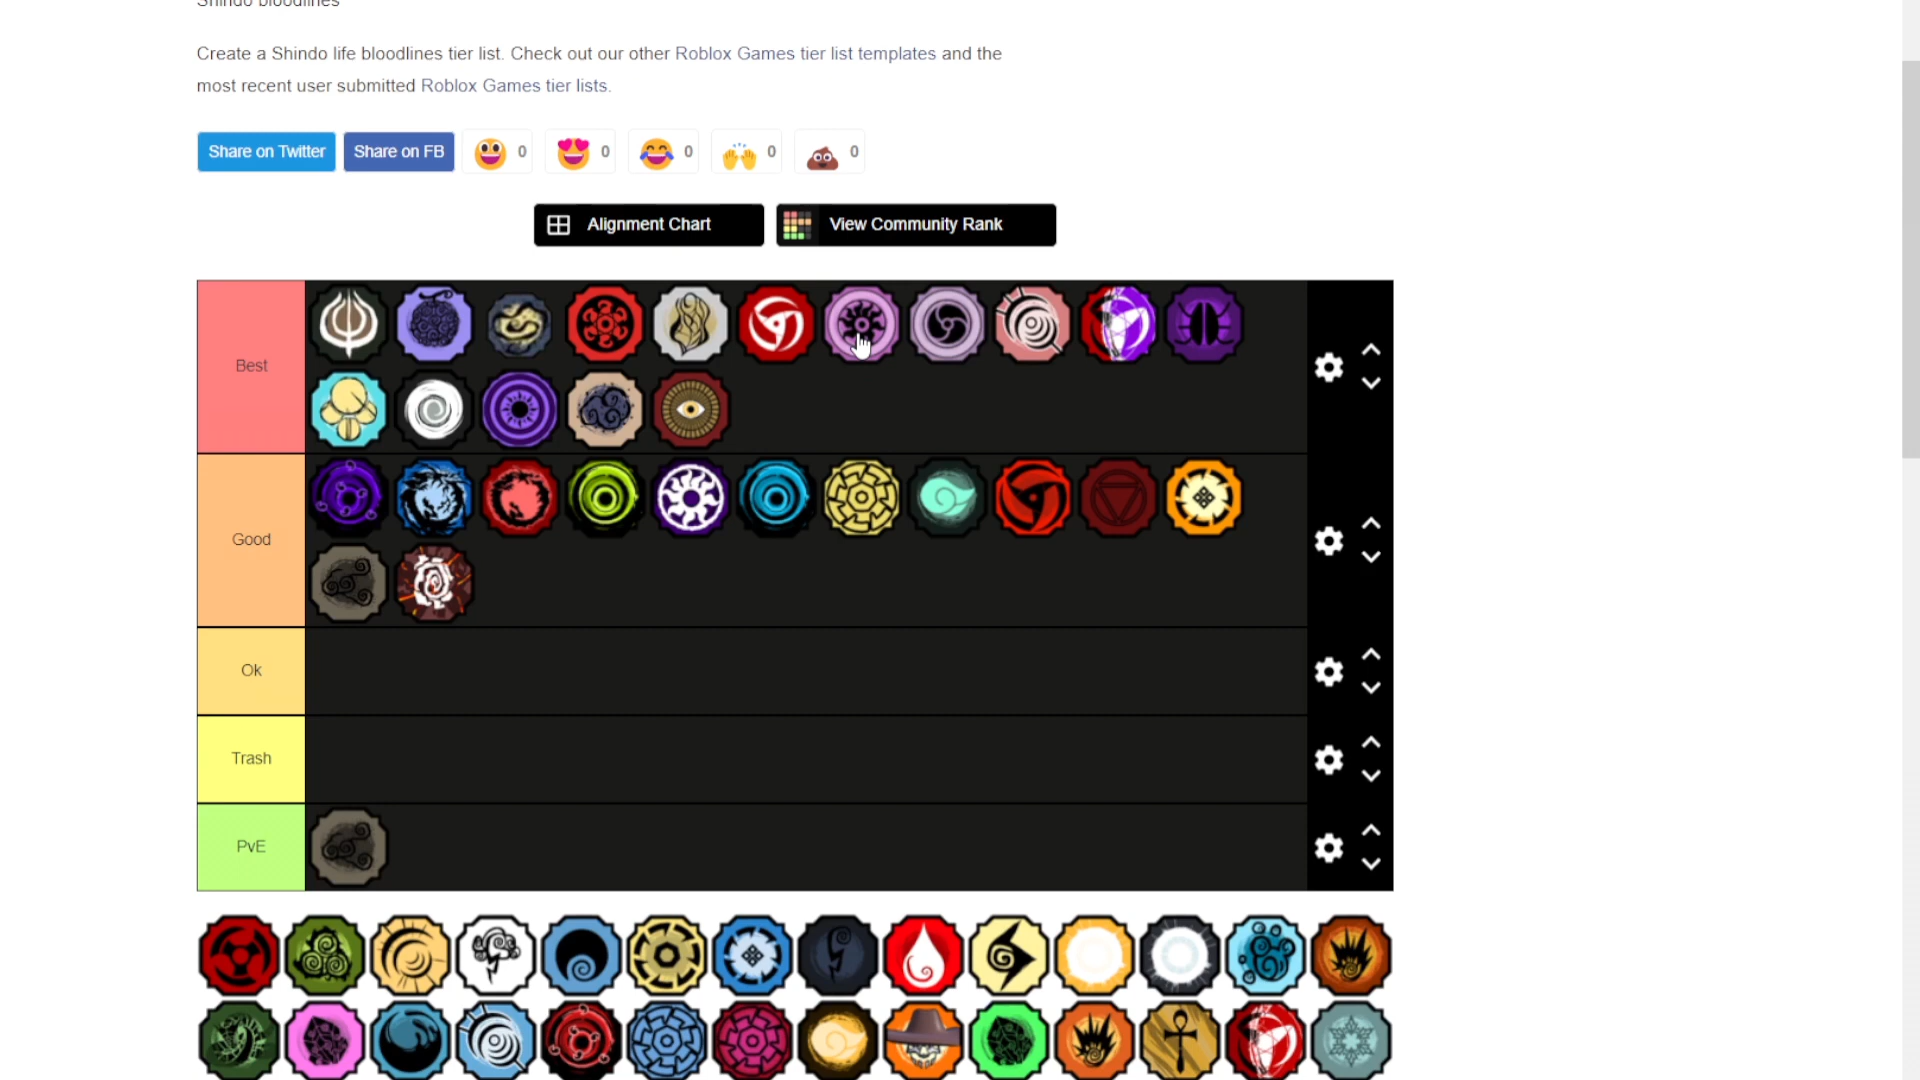 Shindo bloodlines
Create a Shindo life bloodlines tier list. Check out our other Roblox Games tier list templates and the
most recent user submitted Roblox Games tier lists.
Share on Twitter Share on FB 0 0 0 0 0
Alignment Chart View Community Rank
Best
Good
Ok
Trash
PvE